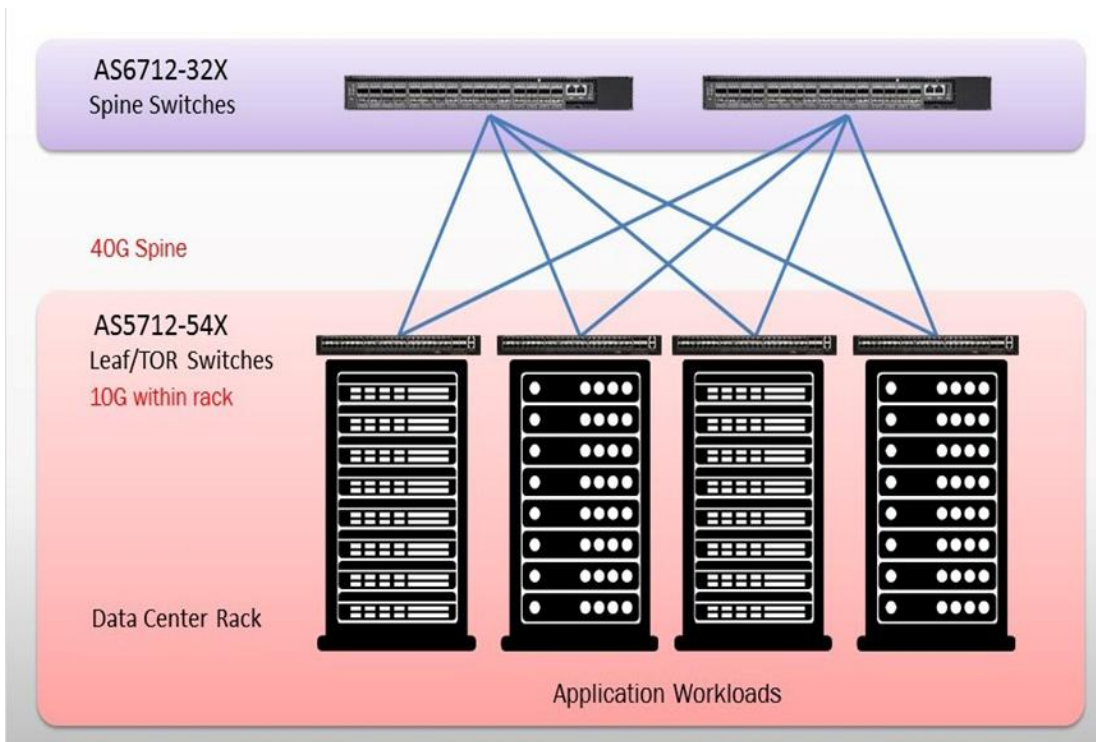 AS6712-32X
Spine Switches
40G Spine
AS5712-54X
Leaf/TOR Switches
10G within rack
Data Center Rack
Application Workloads